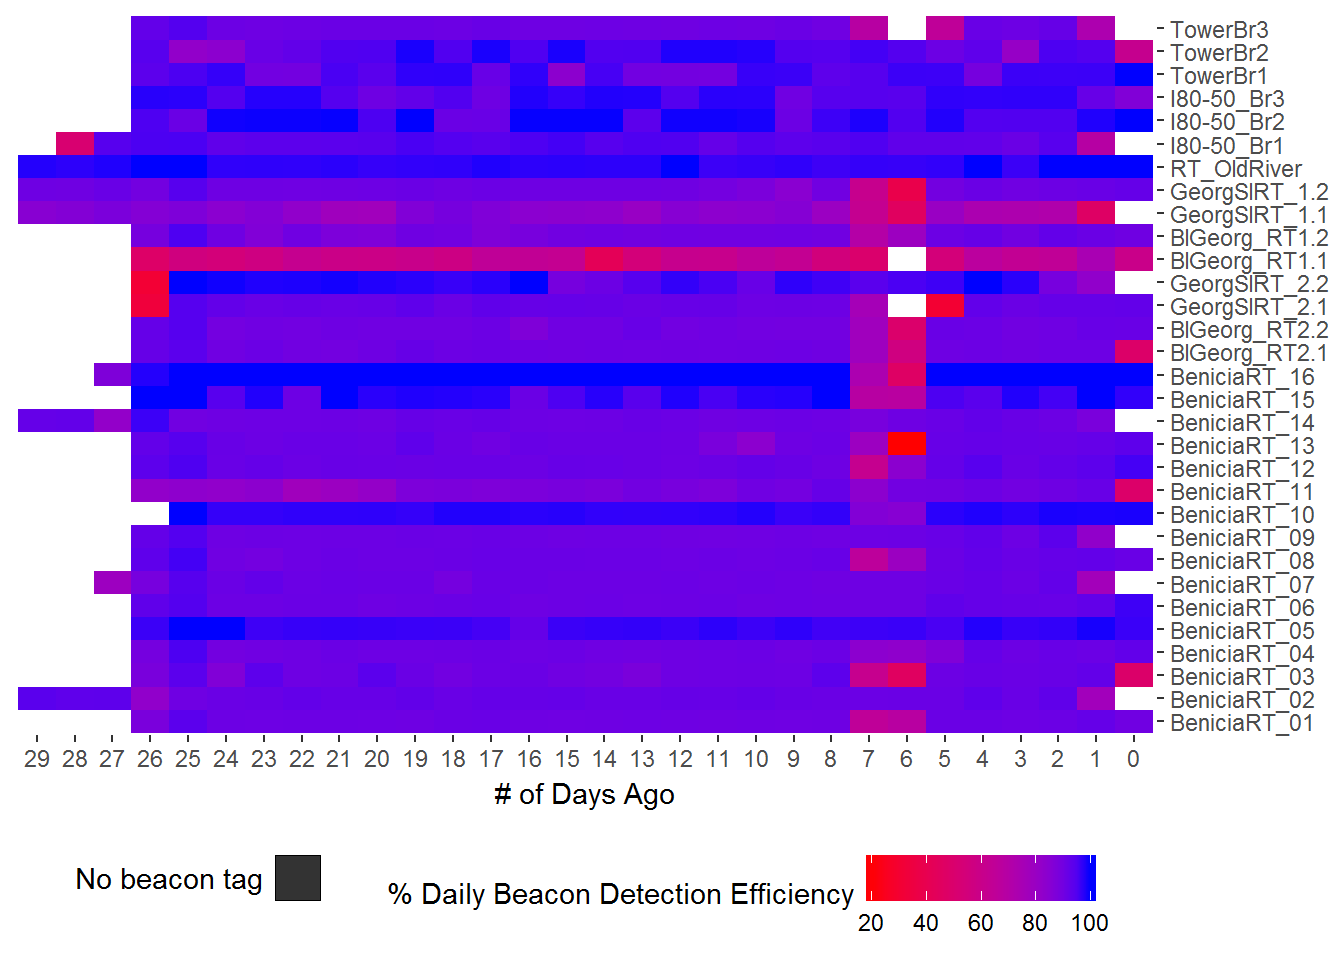 TowerBr3
TowerBr2
TowerBr1
I80-50_Br3
I80-50_Br2
I80-50_Br1
RT_OldRiver
GeorgSlRT_1.2
GeorgSlRT_1.1
BlGeorg_RT1.2
BlGeorg_RT1.1
GeorgSlRT_2.2
GeorgSlRT_2.1
BlGeorg_RT2.2
BlGeorg_RT2.1
BeniciaRT_16
BeniciaRT_15
BeniciaRT_14
BeniciaRT_13
BeniciaRT_12
BeniciaRT_11
BeniciaRT_10
BeniciaRT_09
BeniciaRT_08
BeniciaRT_07
BeniciaRT_06
BeniciaRT_05
BeniciaRT_04
BeniciaRT_03
BeniciaRT_02
BeniciaRT_01
29 28 27 26 25 24 23 22 21 20 19 18 17 16 15 14 13 12 11 10 9 8 7 6 5 4 3 2 1 0
# of Days Ago
No beacon tag
% Daily Beacon Detection Efficiency
20 40 60 80 100